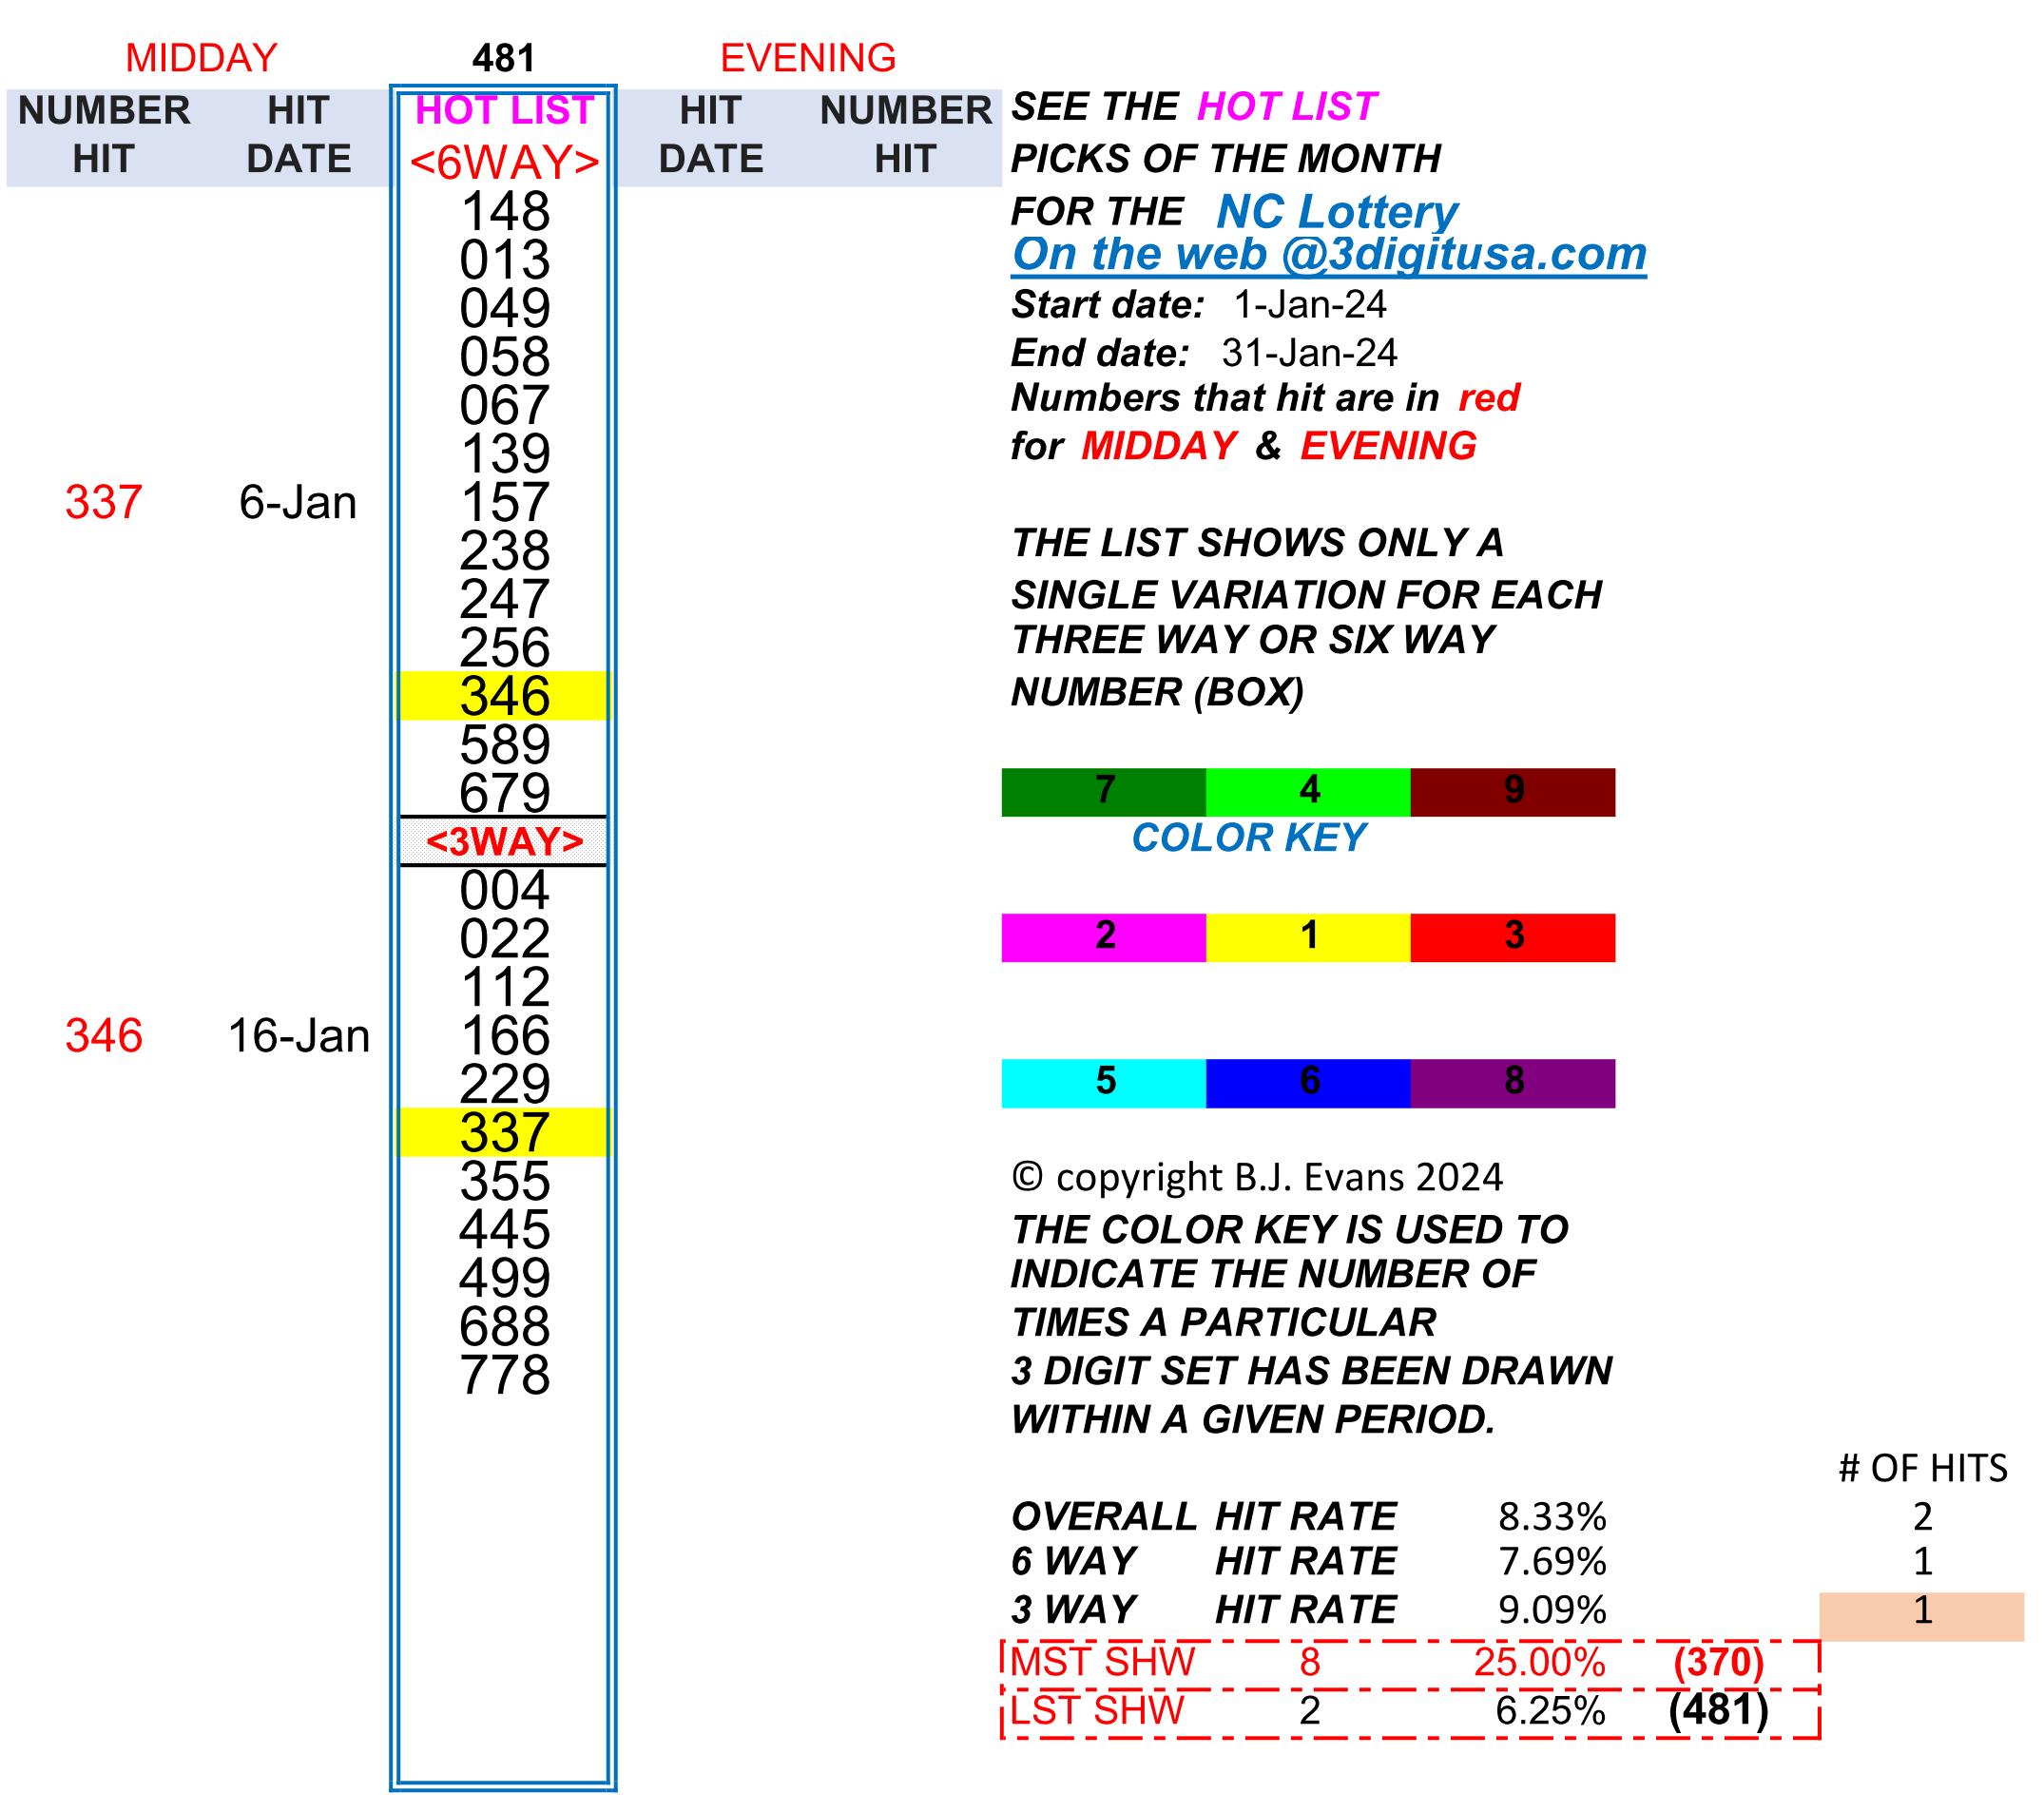 MIDDAY 481 EVENING
NUMBER HIT HOT LIST HIT NUMBER
HIT DATE <6WAY> DATE HIT
148
013
049
058
067
139
337 6-Jan 157
238
247
256
346
589
679
<3WAY>
004
022
112
346 16-Jan 166
229
337
355
445
499
688
778
SEE THE HOT LIST
PICKS OF THE MONTH
FOR THE NC Lottery
On the web @3digitusa.com
Start date: 1-Jan-24
End date: 31-Jan-24
Numbers that hit are in red
for MIDDAY & EVENING
THE LIST SHOWS ONLY A
SINGLE VARIATION FOR EACH
THREE WAY OR SIX WAY
NUMBER (BOX)
7 4 9
COLOR KEY
2 1 3
5 6 8
© copyright B.J. Evans 2024
THE COLOR KEY IS USED TO
INDICATE THE NUMBER OF
TIMES A PARTICULAR
3 DIGIT SET HAS BEEN DRAWN
WITHIN A GIVEN PERIOD.
# OF HITS
OVERALL HIT RATE 8.33% 2
6 WAY HIT RATE 7.69% 1
3 WAY HIT RATE 9.09% 1
MST SHW 8 25.00% (370)
LST SHW 2 6.25% (481)